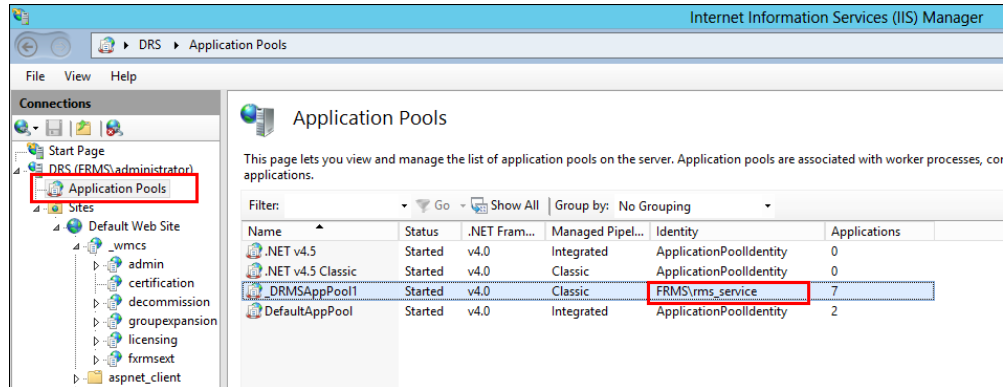 Internet Information Services (IIS) Manager
DRS Application Pools
File View Help
Connections
Start Page
DRS (FRMS\administrator)
Application Pools
Sites
Default Web Site
_wmcs
admin
certification
decommission
groupexpansion
licensing
fxrmsext
aspnet_client
Application Pools
This page lets you view and manage the list of application pools on the server. Application pools are associated with worker processes, con
applications.
Filter: Go Show All Group by: No Grouping
Name Status .NET Fram... Managed Pipel... Identity Applications
.NET v4.5 Started v4.0 Integrated ApplicationPoolIdentity 0
.NET v4.5 Classic Started v4.0 Classic ApplicationPoolIdentity 0
_DRMSAppPool1 Started v4.0 Classic FRMS\rms_service 7
DefaultAppPool Started v4.0 Integrated ApplicationPoolIdentity 2